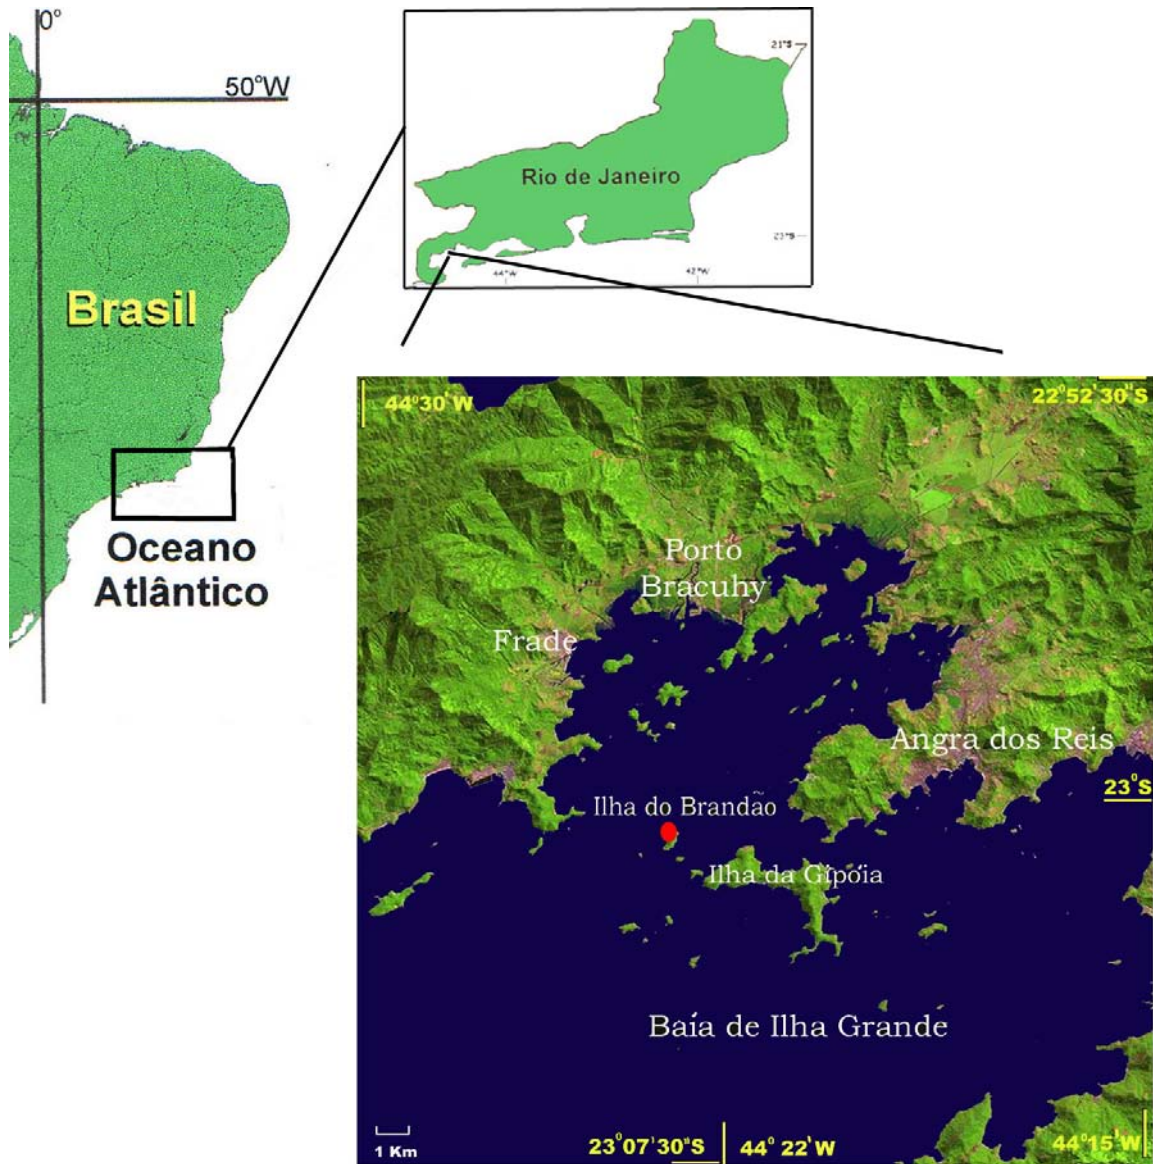 0°
50°W
Brasil
Oceano
Atlântico
21°S
Rio de Janeiro
23°S
44°W
42°W
44°30'W
22°52'30"S
Porto
Bracuhy
Frade
Angra dos Reis
23°S
Ilha do Brandão
Ilha da Gipóia
Baía de Ilha Grande
1 Km
23°07'30"S
44° 22' W
44°15'W